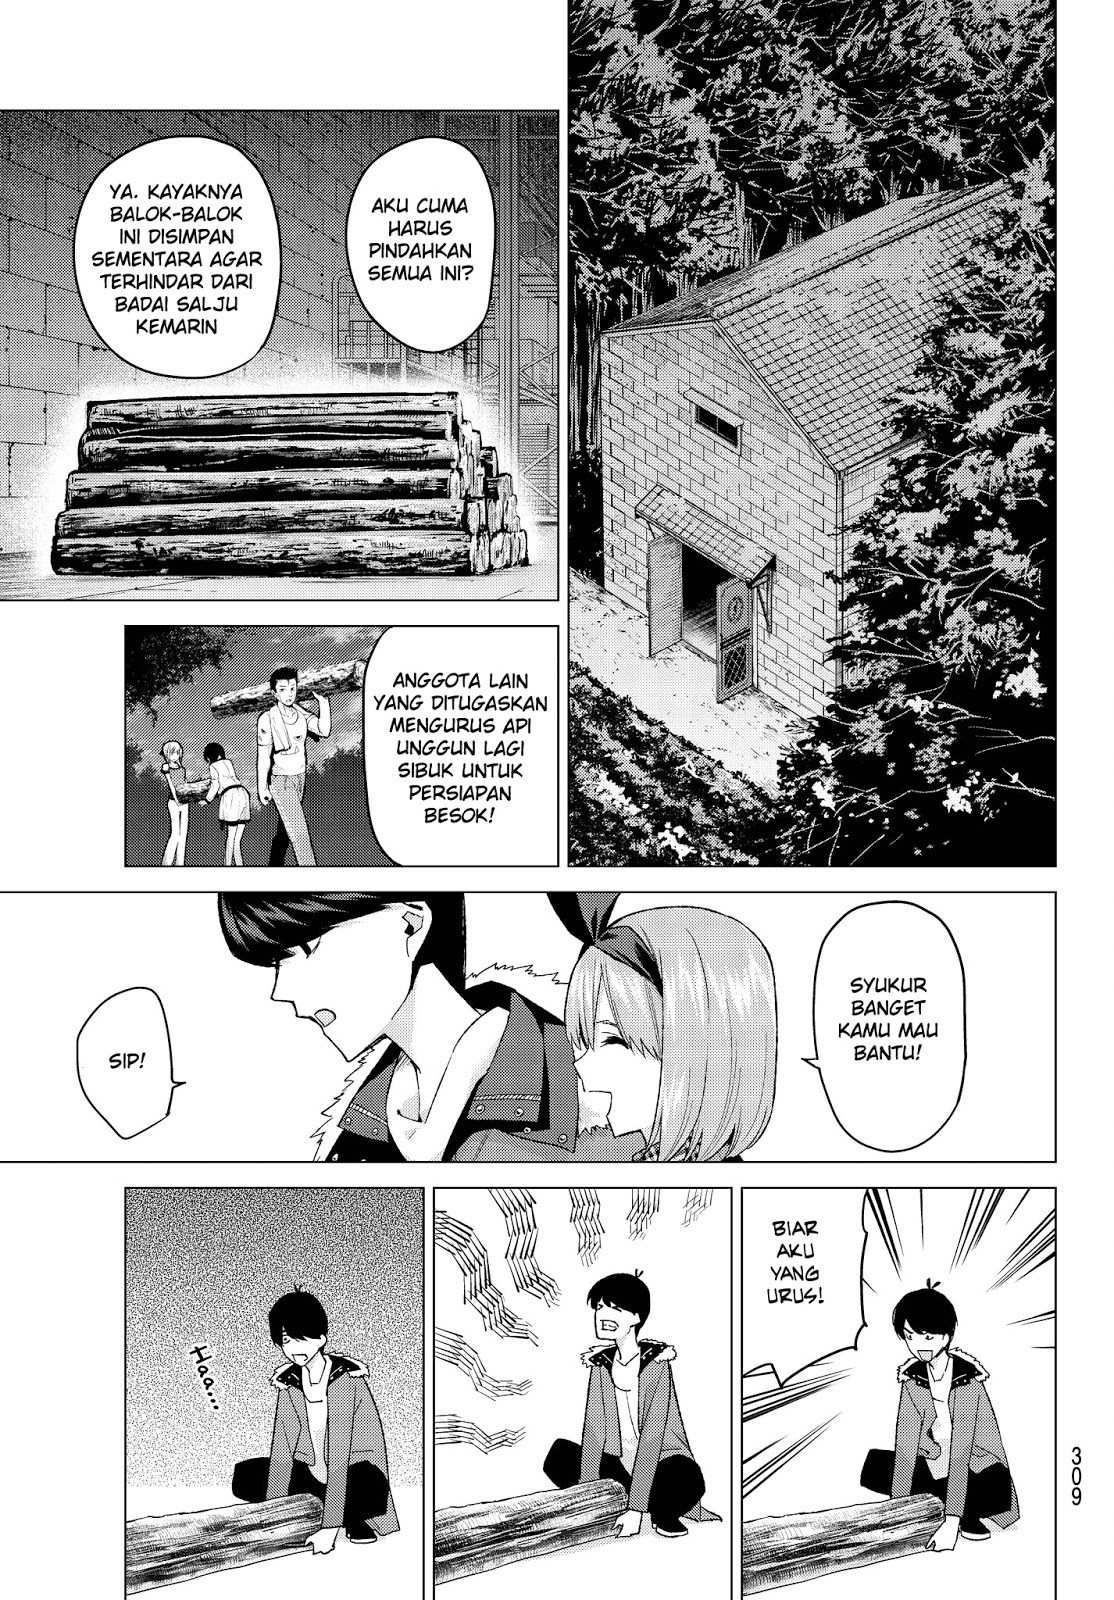 AKU CUMA
HARUS
PINDAHKAN
SEMUA INI?
YA. KAYAKNYA
BALOK-BALOK
INI DISIMPAN
SEMENTARA AGAR
TERHINDAR DARI
BADAI SALJU
KEMARIN
ANGGOTA LAIN
YANG DITUGASKAN
MENGURUS API
UNGGUN LAGI
SIBUK UNTUK
PERSIAPAN
BESOK!
SYUKUR
BANGET
KAMU MAU
BANTU!
SIP!
BIAR
AKU
YANG
URUS!
Haa...
309